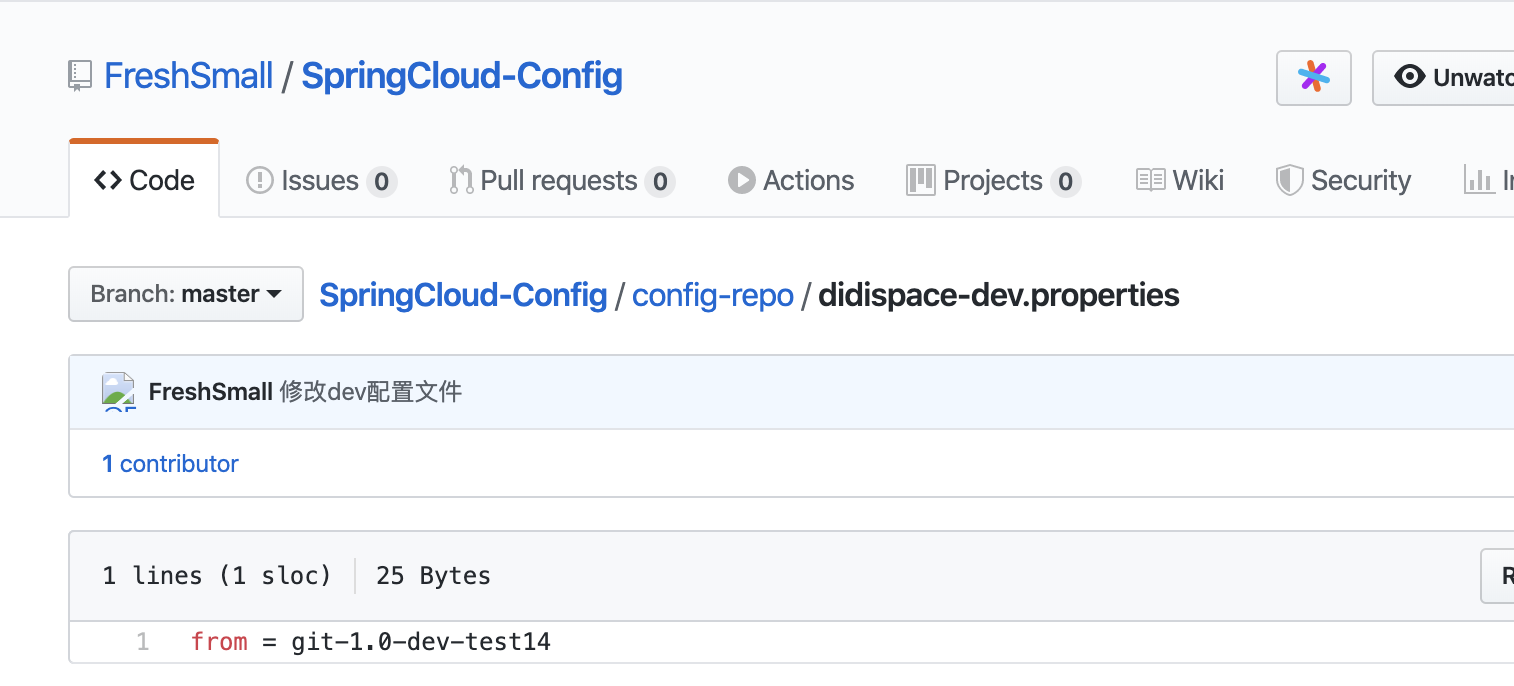 FreshSmall / SpringCloud-Config
Unwatc
Code Issues 0 Pull requests 0 Actions Projects 0 Wiki Security
Branch: master SpringCloud-Config / config-repo / didispace-dev.properties
FreshSmall 修改dev配置文件
1 contributor
1 lines (1 sloc) 25 Bytes
R
1 from = git-1.0-dev-test14